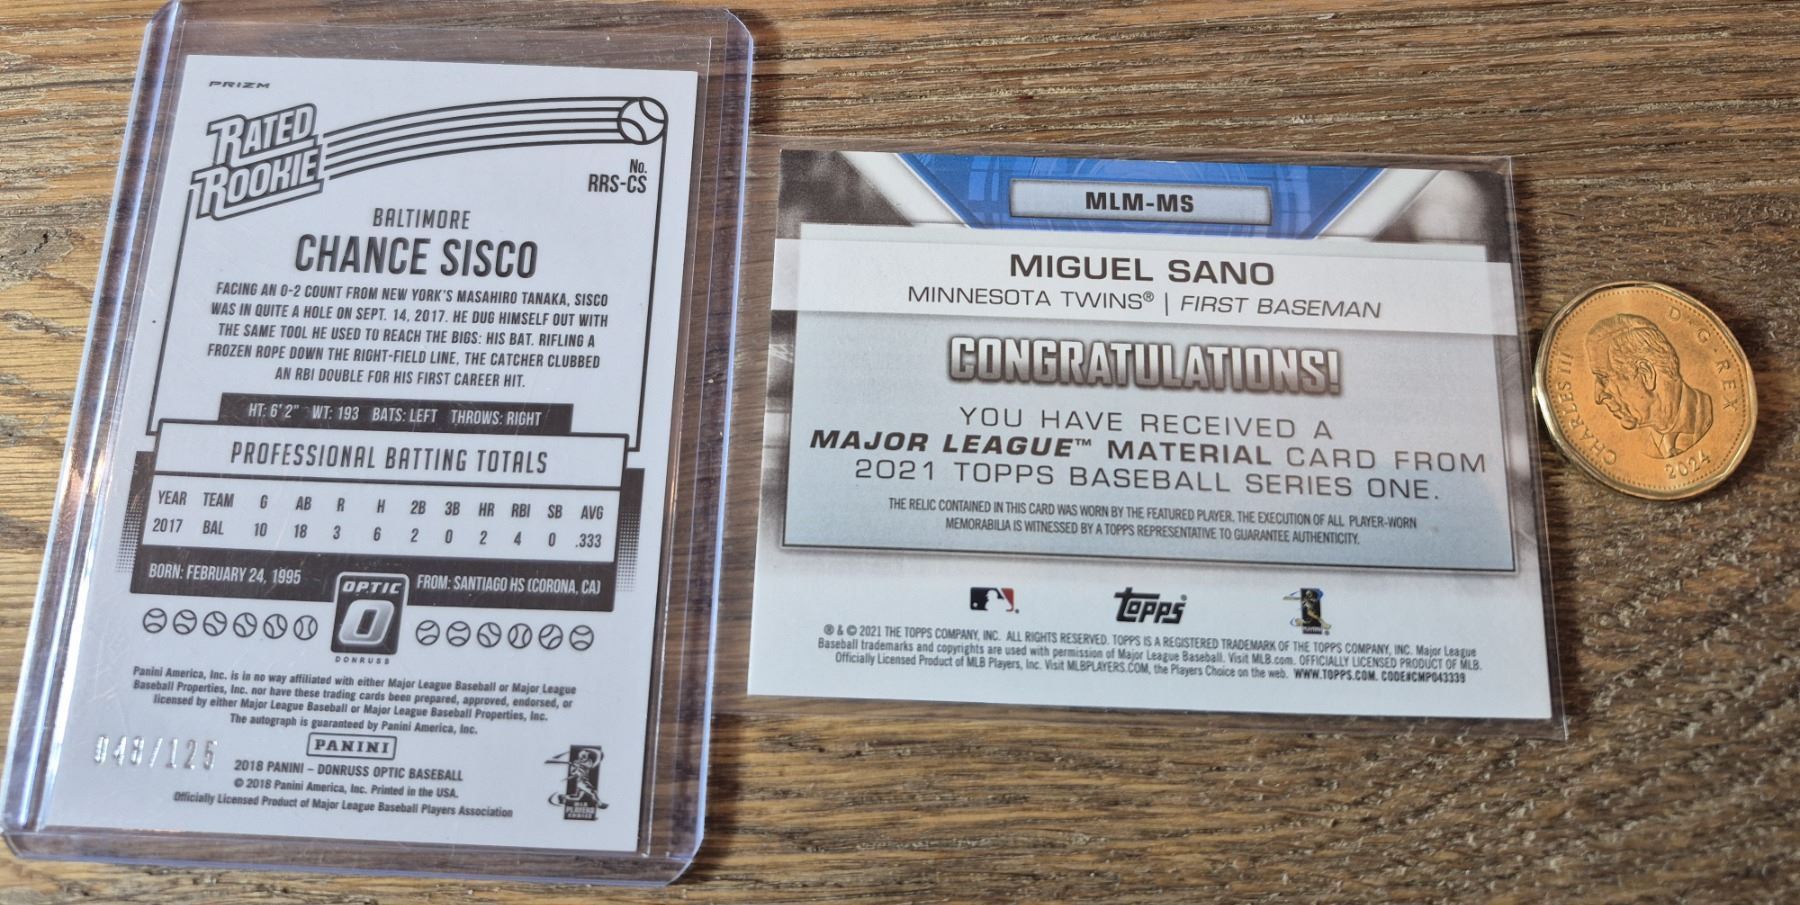 PRIZM
RATED
ROOKIE
No.
RRS-CS
BALTIMORE
CHANCE SISCO
FACING AN 0-2 COUNT FROM NEW YORK'S MASAHIRO TANAKA, SISCO
WAS IN QUITE A HOLE ON SEPT. 14, 2017. HE DUG HIMSELF OUT WITH
THE SAME TOOL HE USED TO REACH THE BIGS: HIS BAT. RIFLING A
FROZEN ROPE DOWN THE RIGHT-FIELD LINE, THE CATCHER CLUBBED
AN RBI DOUBLE FOR HIS FIRST CAREER HIT.
HT: 6' 2" WT: 193 BATS: LEFT THROWS: RIGHT
PROFESSIONAL BATTING TOTALS
YEAR TEAM G AB R H 2B 3B HR RBI SB AVG
2017 BAL 10 18 3 6 2 0 2 4 0 .333
BORN: FEBRUARY 24, 1995
FROM: SANTIAGO HS (CORONA, CA)
OPTIC
O
DONRUSS
Panini America, Inc. is in no way affiliated with either Major League Baseball or Major League
Baseball Properties, Inc. nor have these trading cards been prepared, approved, endorsed, or
licensed by either Major League Baseball or Major League Baseball Properties, Inc.
The autograph is guaranteed by Panini America, Inc.
PANINI
048/125
2018 PANINI – DONRUSS OPTIC BASEBALL
© 2018 Panini America, Inc. Printed in the USA.
Officially Licensed Product of Major League Baseball Players Association
PLAYERS
CHOICE
MLM-MS
MIGUEL SANO
MINNESOTA TWINS® | FIRST BASEMAN
CONGRATULATIONS!
YOU HAVE RECEIVED A
MAJOR LEAGUE™ MATERIAL CARD FROM
2021 TOPPS BASEBALL SERIES ONE.
THE RELIC CONTAINED IN THIS CARD WAS WORN BY THE FEATURED PLAYER. THE EXECUTION OF ALL PLAYER-WORN
MEMORABILIA IS WITNESSED BY A TOPPS REPRESENTATIVE TO GUARANTEE AUTHENTICITY.
topps
® & © 2021 THE TOPPS COMPANY, INC. ALL RIGHTS RESERVED. TOPPS IS A REGISTERED TRADEMARK OF THE TOPPS COMPANY, INC. Major League
Baseball trademarks and copyrights are used with permission of Major League Baseball. Visit MLB.com. OFFICIALLY LICENSED PRODUCT OF MLB.
Officially Licensed Product of MLB Players, Inc. Visit MLBPLAYERS.COM, the Players Choice on the web. WWW.TOPPS.COM. CODE#CMP043339
CHARLES III
D·G·REX
2024